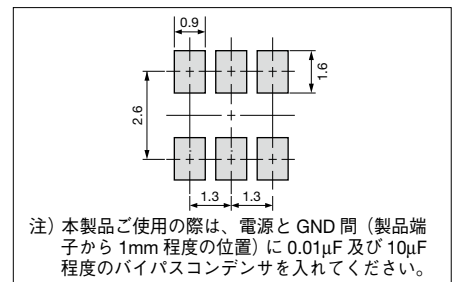 0.9
1.6
2.6
1.3 1.3
注) 本製品ご使用の際は、電源と GND 間（製品端
子から 1mm 程度の位置）に 0.01μF 及び 10μF
程度のバイパスコンデンサを入れてください。